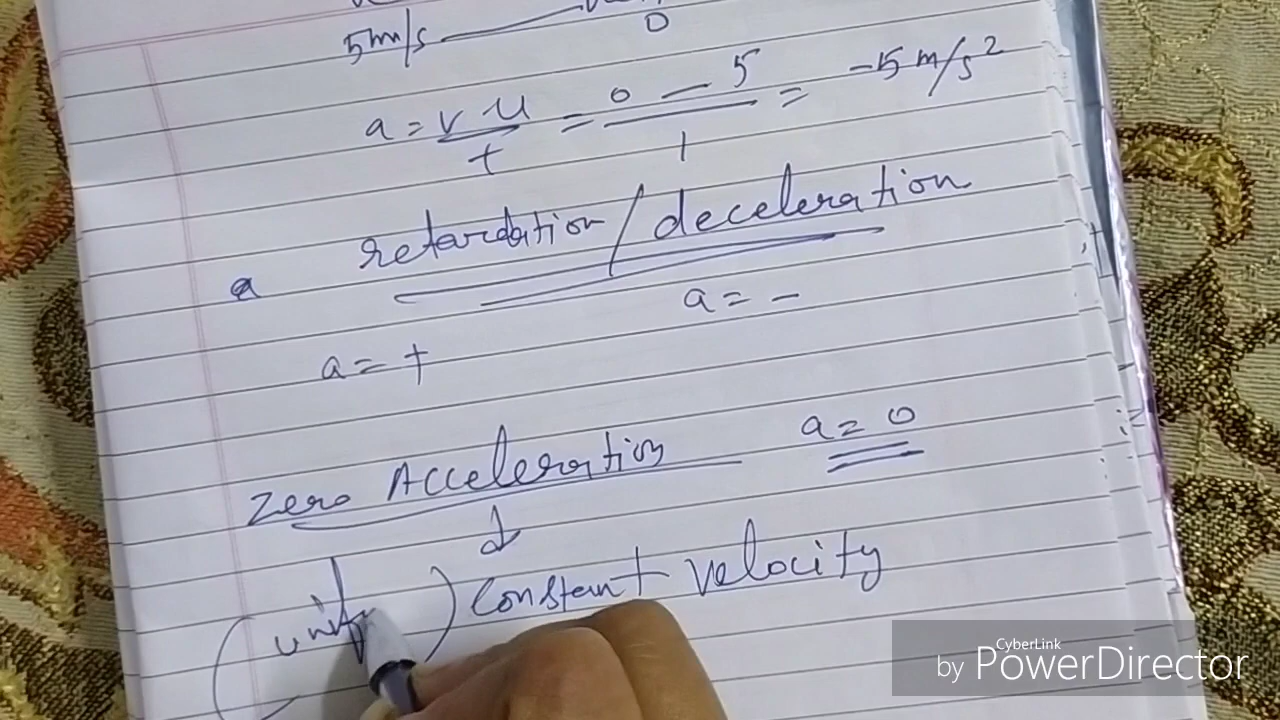 5m/s 0
a = v u / t = 0 - 5 / 1 = -5 m/s²
retardation / deceleration
a
a = -
a = +
Zero Acceleration a = 0
↓
(unif ) Constant velocity
CyberLink
by PowerDirector